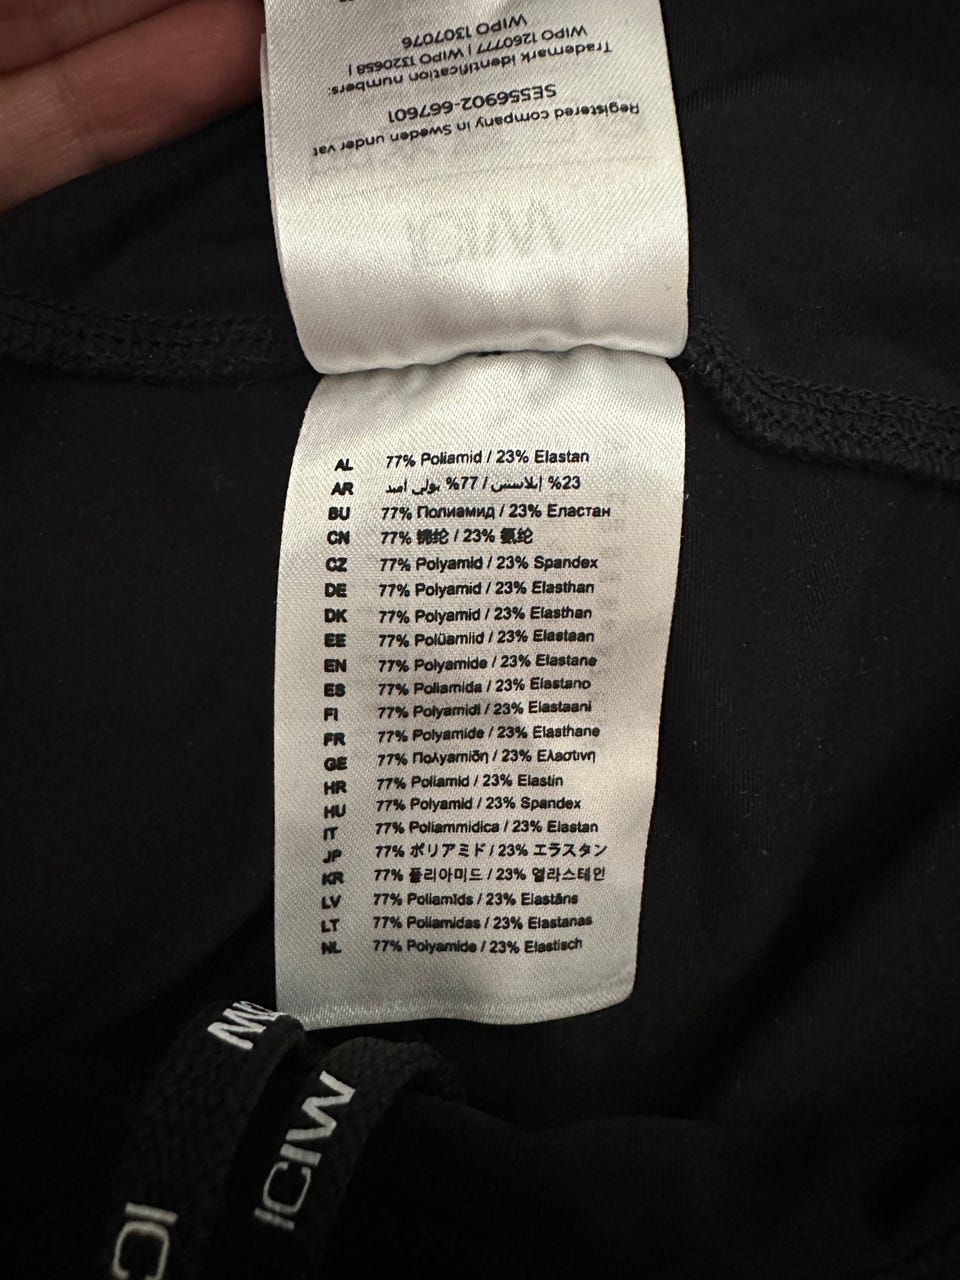 WIPO 1307076
WIPO 1260777 | WIPO 1320658 |
Trademark identification numbers:
SE556902-667601
Registered company in Sweden under vat
ICIW
AL 77% Poliamid / 23% Elastan
AR %23 إيلاستين / 77% بولي أميد
BU 77% Полиамид / 23% Еластан
CN 77% 锦纶 / 23% 氨纶
CZ 77% Polyamid / 23% Spandex
DE 77% Polyamid / 23% Elasthan
DK 77% Polyamid / 23% Elasthan
EE 77% Polüamiid / 23% Elastaan
EN 77% Polyamide / 23% Elastane
ES 77% Poliamida / 23% Elastano
FI 77% Polyamidi / 23% Elastaani
FR 77% Polyamide / 23% Elasthane
GE 77% Πολyαmiδη / 23% Ελαστινη
HR 77% Poliamid / 23% Elastin
HU 77% Polyamid / 23% Spandex
IT 77% Poliammidica / 23% Elastan
JP 77% ポリアミド / 23% エラスタン
KR 77% 폴리아미드 / 23% 엘라스테인
LV 77% Poliamīds / 23% Elastāns
LT 77% Poliamidas / 23% Elastanas
NL 77% Polyamide / 23% Elastisch
ICIW